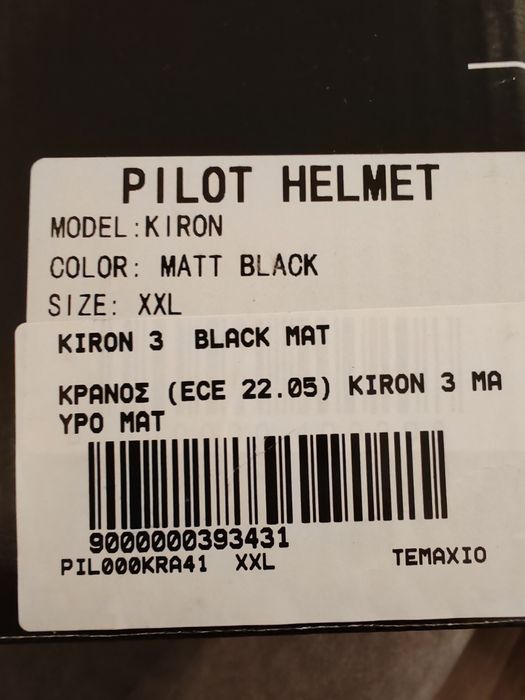 PILOT HELMET
MODEL:KIRON
COLOR: MATT BLACK
SIZE: XXL
KIRON 3 BLACK MAT
ΚΡΑΝΟΣ (ECE 22.05) KIRON 3 ΜΑ
ΥΡΟ ΜΑΤ
9000000393431
PIL000KRA41 XXL
ΤΕΜΑΧΙΟ